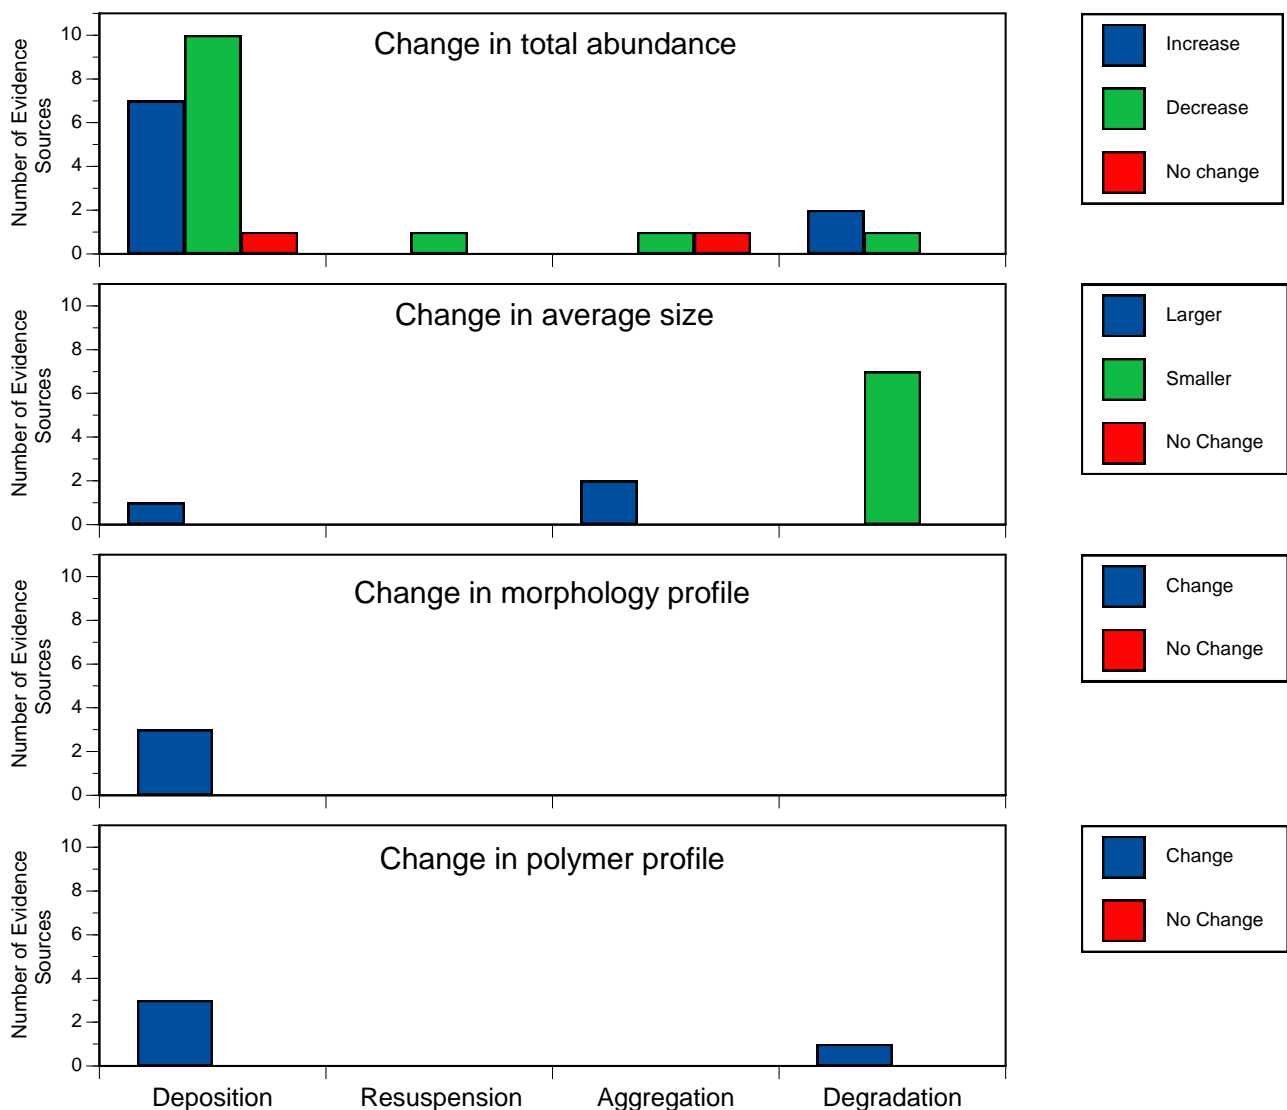 Change in total abundance
Number of Evidence
Sources
10
8
6
4
2
0
Increase
Decrease
No change
Change in average size
Number of Evidence
Sources
10
8
6
4
2
0
Larger
Smaller
No Change
Change in morphology profile
Number of Evidence
Sources
10
8
6
4
2
0
Change
No Change
Change in polymer profile
Number of Evidence
Sources
10
8
6
4
2
0
Change
No Change
Deposition
Resuspension
Aggregation
Degradation